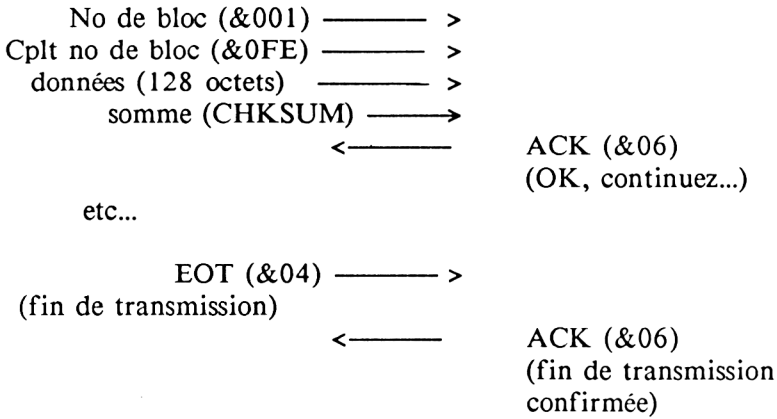 No de bloc (&001) ——— >
Cplt no de bloc (&0FE) ——— >
données (128 octets) ——— >
somme (CHKSUM) ——→
<—— ACK (&06)
(OK, continuez...)
etc...
EOT (&04) ——— >
(fin de transmission)
<—— ACK (&06)
(fin de transmission
confirmée)